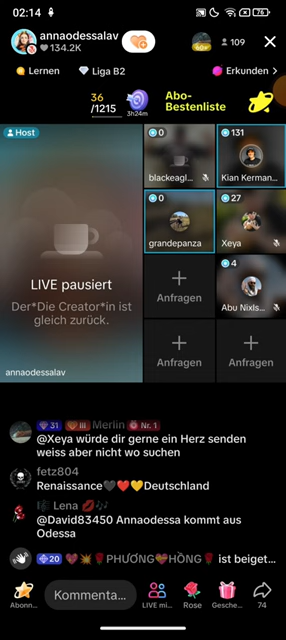 02:14
76
annaodessalav
134.2K
60+
109
Lernen
Liga B2
Erkunden >
36
/1215
3h24m
Abo-
Bestenliste
Host
0
131
blackeagl...
Kian Kerman...
LIVE pausiert
Der*Die Creator*in ist
gleich zurück.
annaodessalav
0
27
grandepanza
Xeya
Anfragen
4
Abu Nixls...
Anfragen
Anfragen
31 III Merlin Nr. 1
@Xeya würde dir gerne ein Herz senden
weiss aber nicht wo suchen
fetz804
Renaissance🖤❤️💛Deutschland
Lena 💋🎶
@David83450 Annaodessa kommt aus
Odessa
20 💗💥🌹PHƯƠNG💝HỒNG🌹 ist beiget...
Kommenta...
Abonn...
LIVE mi...
Rose
Gesche...
74